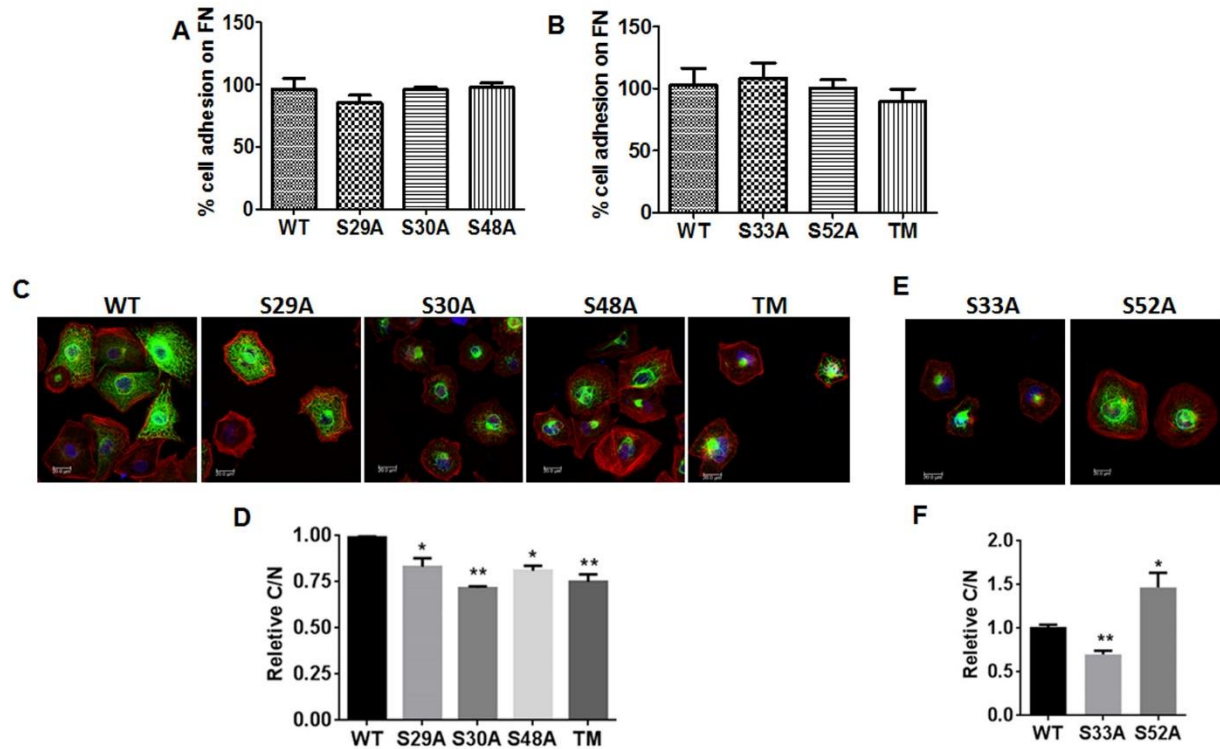 A
% cell adhesion on FN
150
100
50
0
WT S29A S30A S48A
B
% cell adhesion on FN
150
100
50
0
WT S33A S52A TM
C
WT S29A S30A S48A TM
E
S33A S52A
D
Reletive C/N
1.00
0.75
0.50
0.25
0.00
* ** * **
WT S29A S30A S48A TM
F
Reletive C/N
2.0
1.5
1.0
0.5
0.0
** *
WT S33A S52A